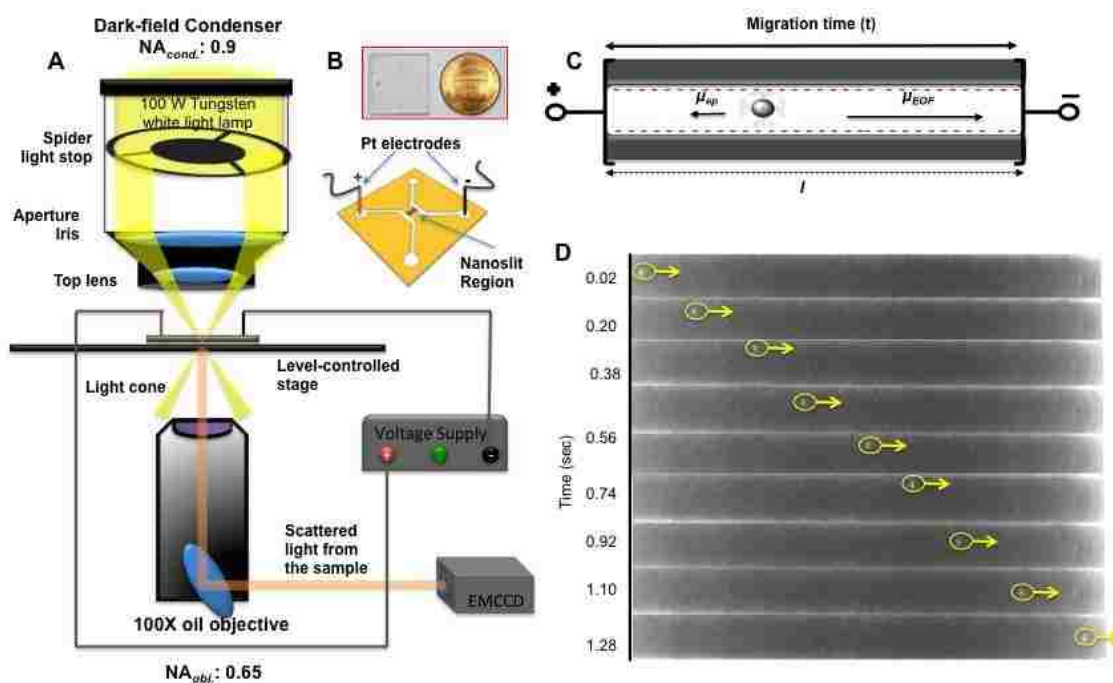 Dark-field Condenser
NAcond.: 0.9
A
100 W Tungsten
white light lamp
Spider
light stop
Aperture
Iris
Top lens
Level-controlled
stage
Light cone
Voltage Supply
+
-
Scattered
light from
the sample
EMCCD
100X oil objective
NAobj.: 0.65
B
Pt electrodes
+
-
Nanoslit
Region
Migration time (t)
C
+
μep
μEOF
−
l
D
Time (sec)
0.02
0.20
0.38
0.56
0.74
0.92
1.10
1.28